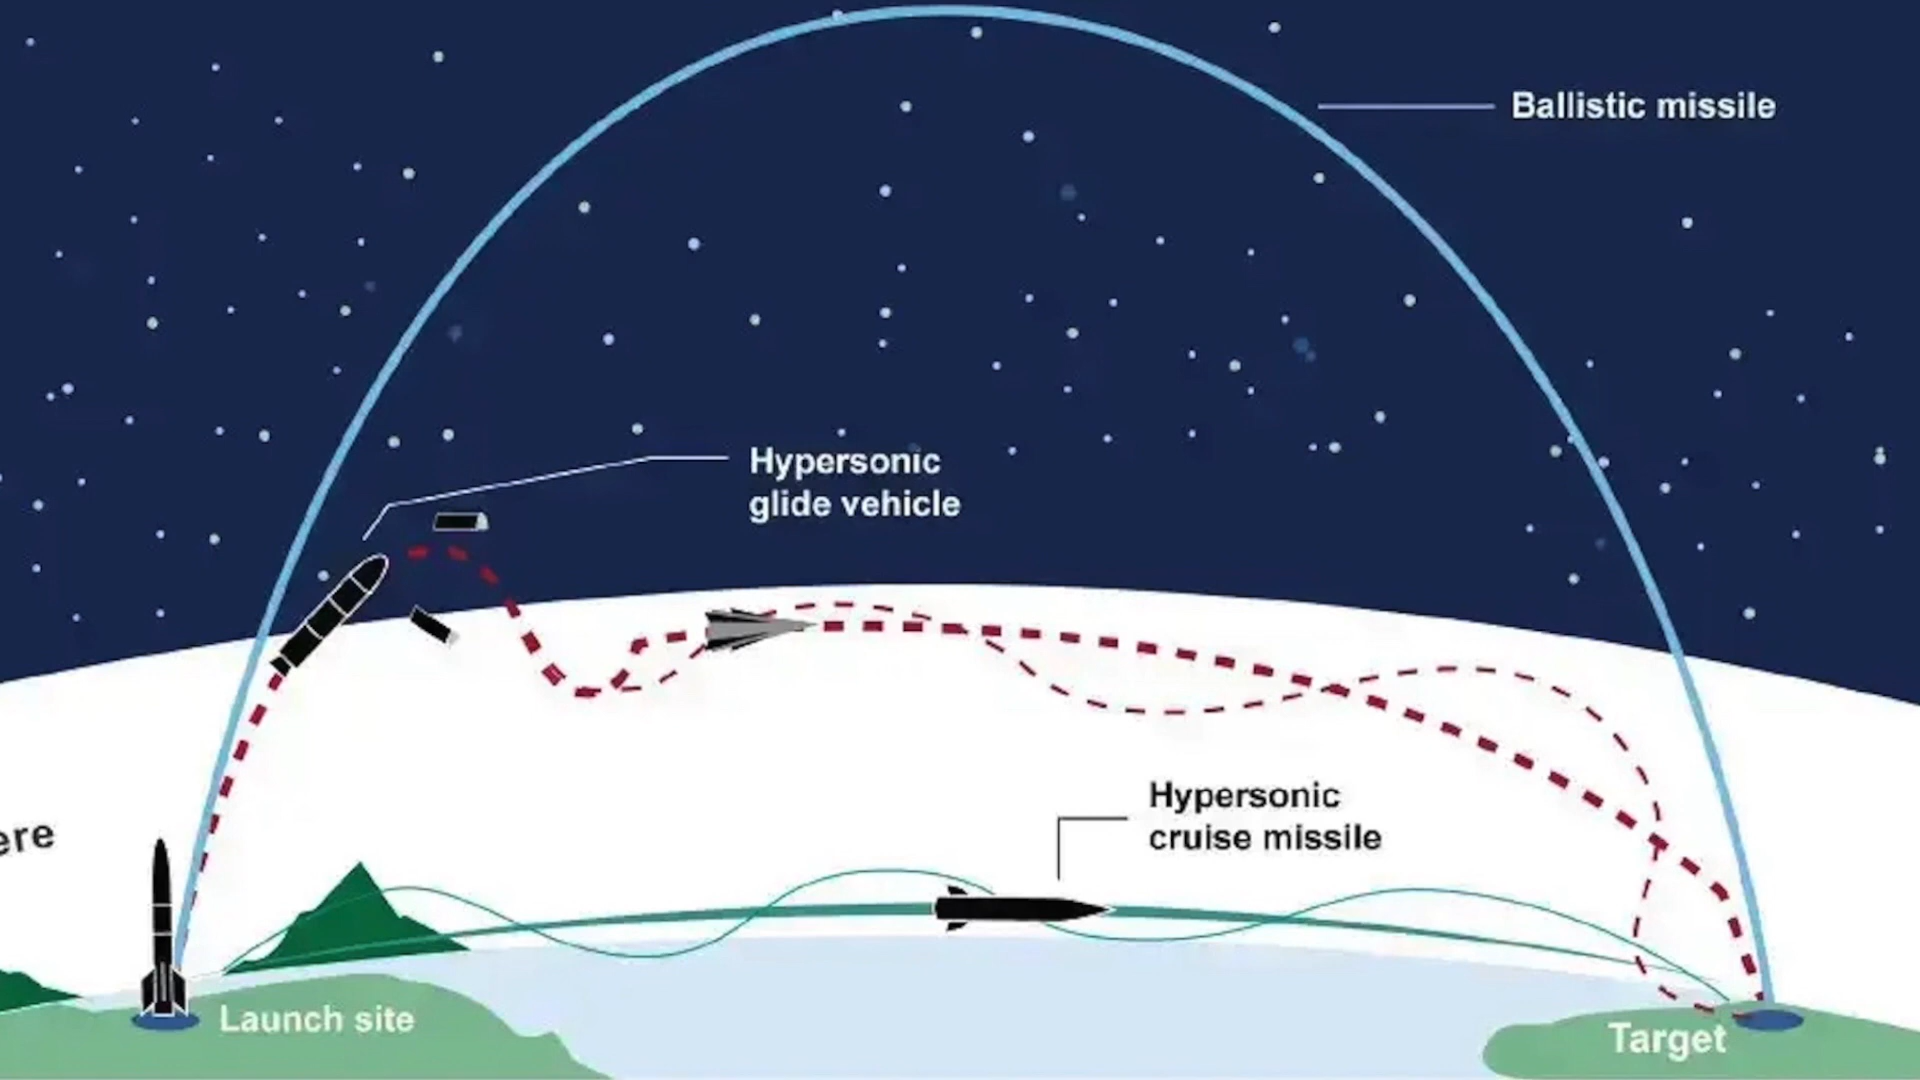 Ballistic missile
Hypersonic
glide vehicle
Hypersonic
cruise missile
ere
Launch site
Target